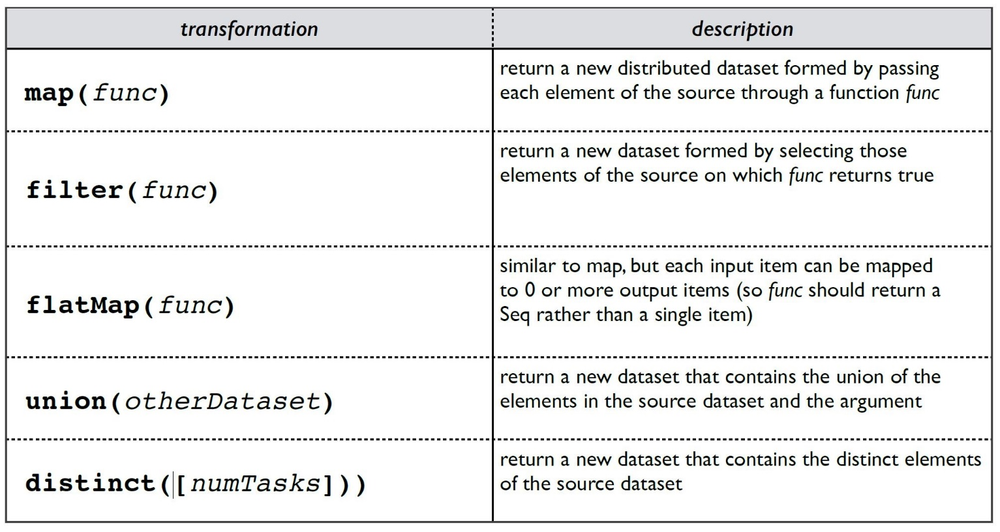 transformation
description
map(func)
return a new distributed dataset formed by passing
each element of the source through a function func
filter(func)
return a new dataset formed by selecting those
elements of the source on which func returns true
flatMap(func)
similar to map, but each input item can be mapped
to 0 or more output items (so func should return a
Seq rather than a single item)
union(otherDataset)
return a new dataset that contains the union of the
elements in the source dataset and the argument
distinct([numTasks]))
return a new dataset that contains the distinct elements
of the source dataset